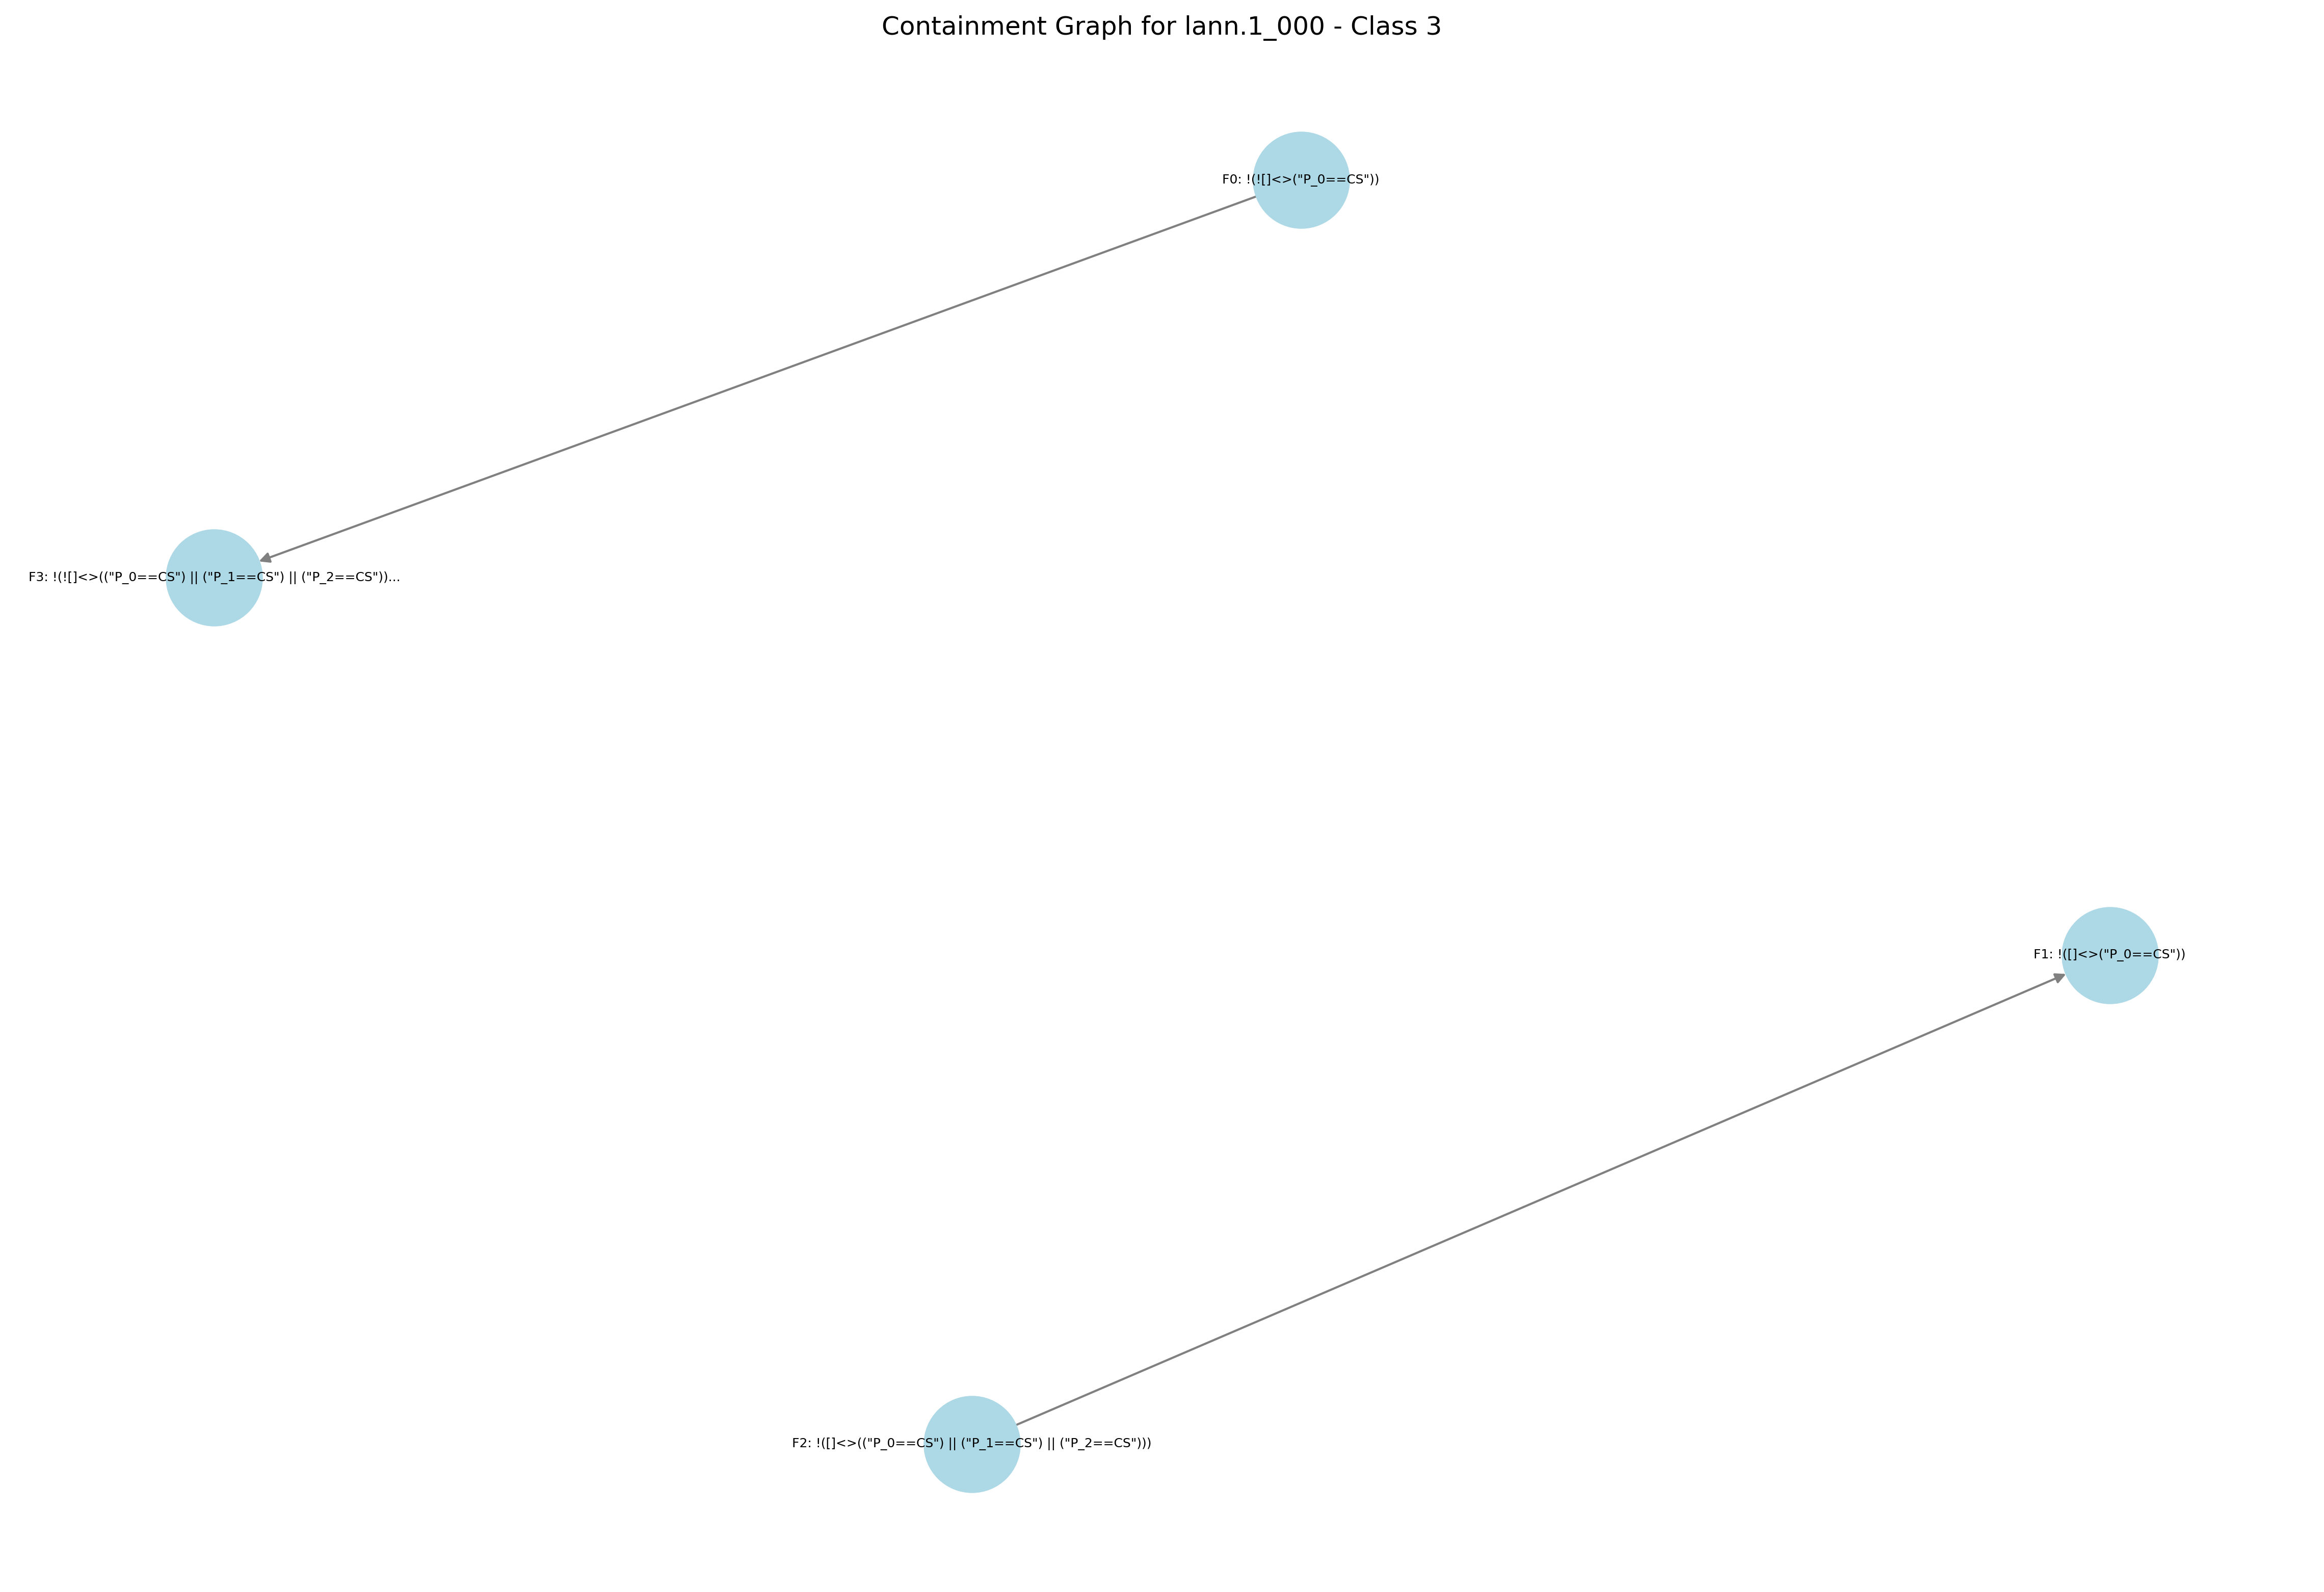 Containment Graph for lann.1_000 - Class 3
F0: !(![]<>("P_0==CS"))
F3: !(![]<>(("P_0==CS") || ("P_1==CS") || ("P_2==CS"))...
F1: !([]<>("P_0==CS"))
F2: !([]<>(("P_0==CS") || ("P_1==CS") || ("P_2==CS")))